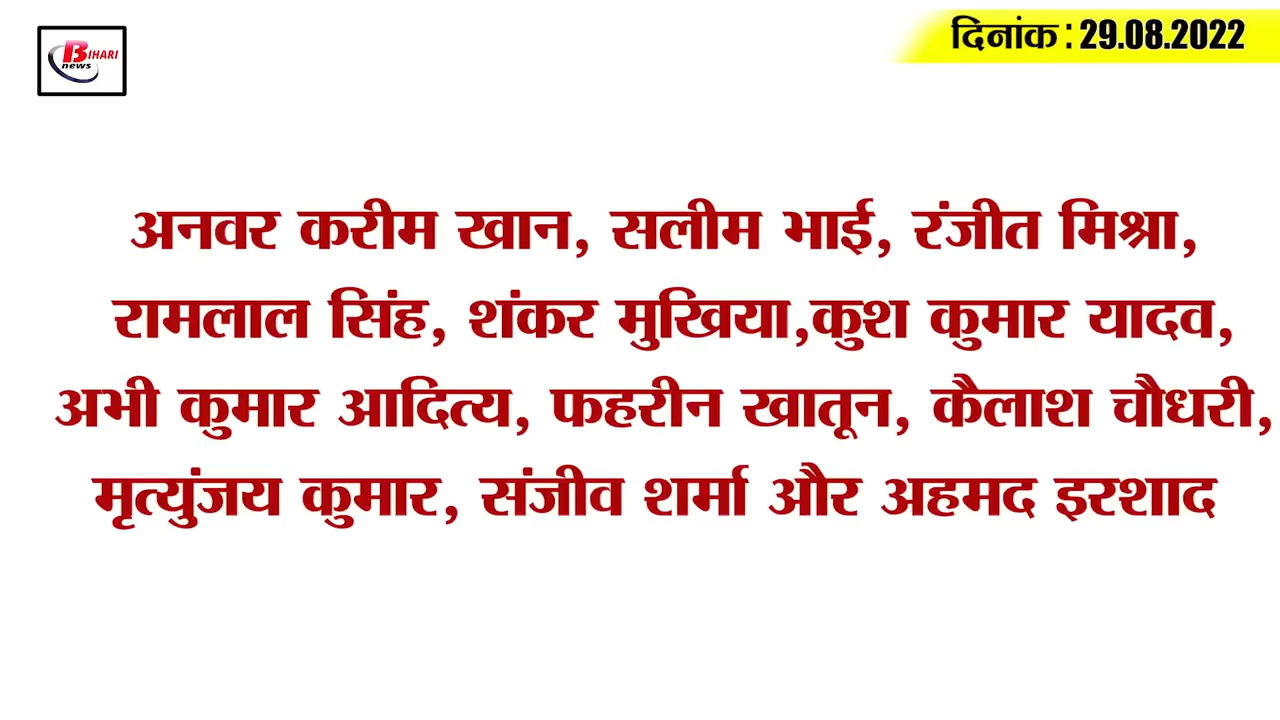 BIHARI
news
दिनांक : 29.08.2022
अनवर करीम खान, सलीम भाई, रंजीत मिश्रा,
रामलाल सिंह, शंकर मुखिया,कुश कुमार यादव,
अभी कुमार आदित्य, फहरीन खातून, कैलाश चौधरी,
मृत्युंजय कुमार, संजीव शर्मा और अहमद इरशाद